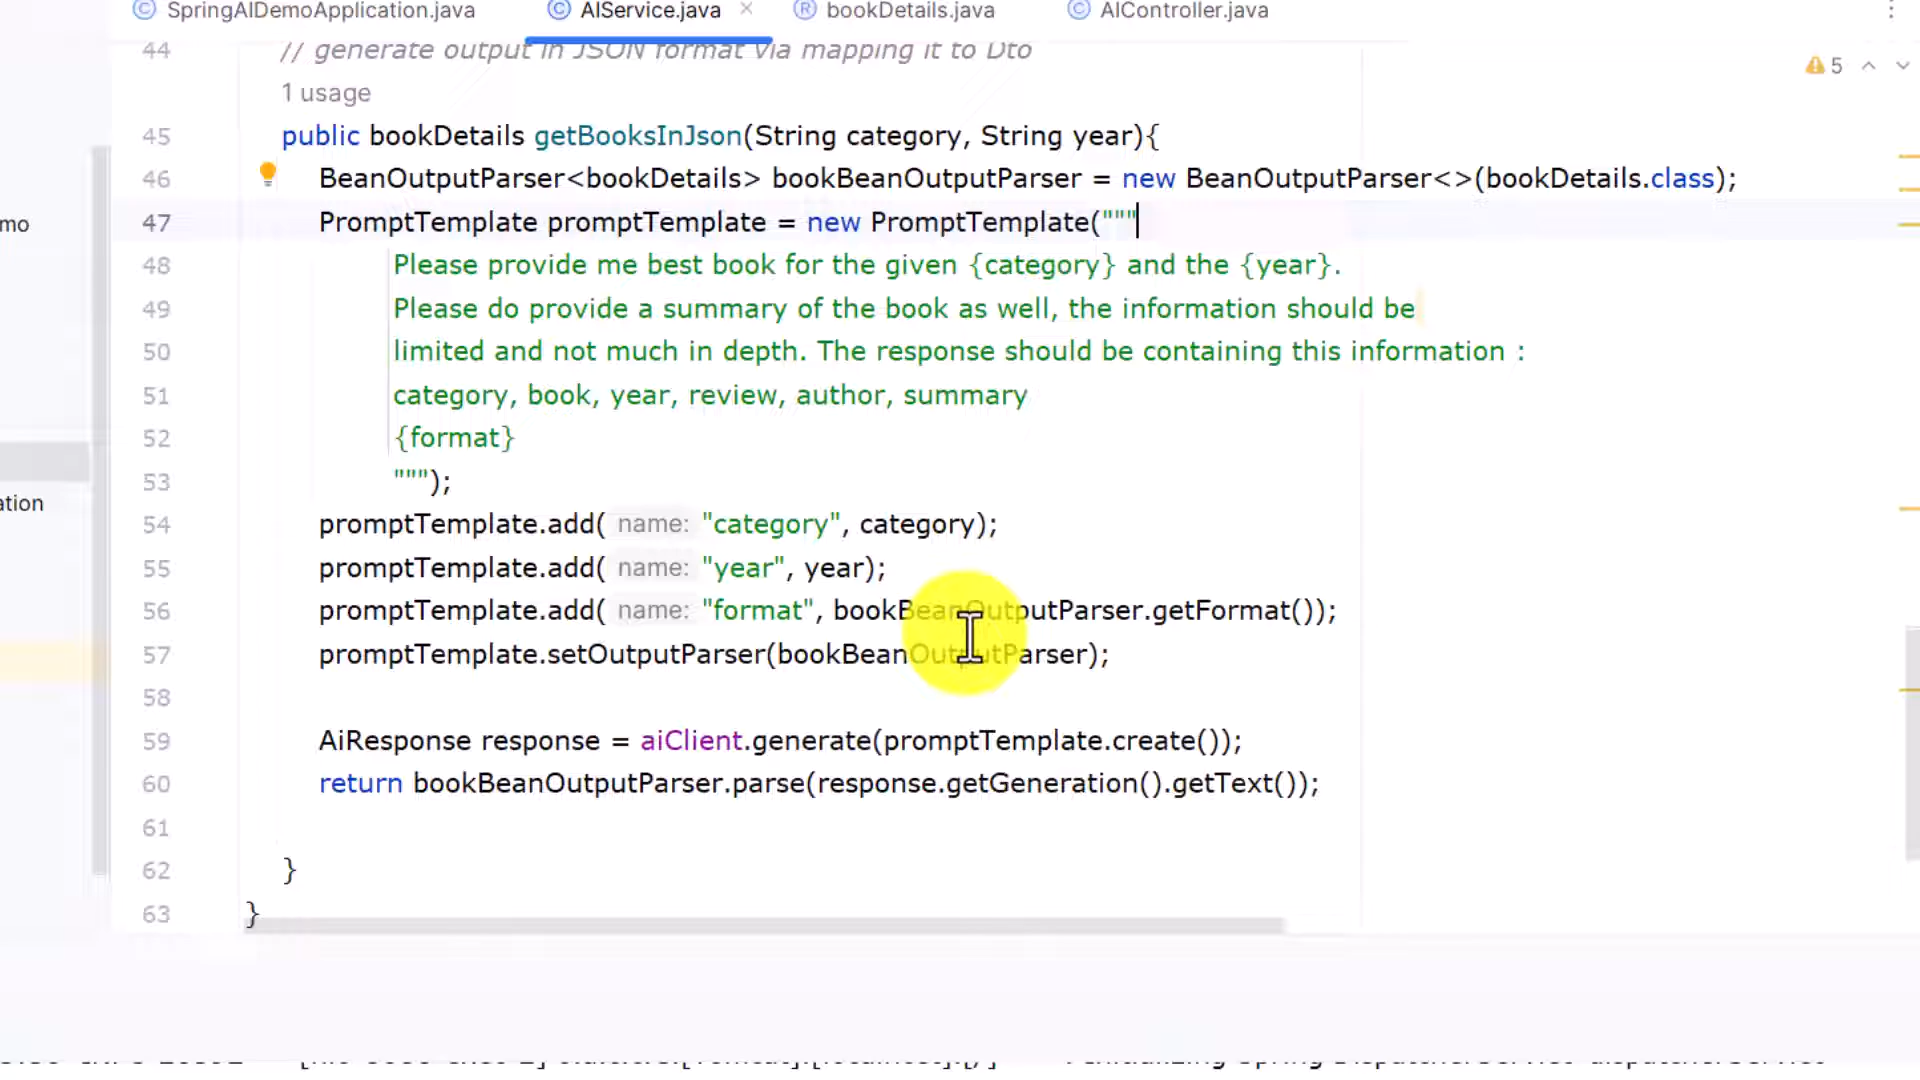 SpringAIDemoApplication.java AIService.java bookDetails.java AIController.java
44 // generate output in JSON format via mapping it to Dto
5
1 usage
45 public bookDetails getBooksInJson(String category, String year){
46 BeanOutputParser<bookDetails> bookBeanOutputParser = new BeanOutputParser<>(bookDetails.class);
47 PromptTemplate promptTemplate = new PromptTemplate("""
mo
48 Please provide me best book for the given {category} and the {year}.
49 Please do provide a summary of the book as well, the information should be
50 limited and not much in depth. The response should be containing this information :
51 category, book, year, review, author, summary
52 {format}
53 """);
ation
54 promptTemplate.add( name: "category", category);
55 promptTemplate.add( name: "year", year);
56 promptTemplate.add( name: "format", bookBeanOutputParser.getFormat());
57 promptTemplate.setOutputParser(bookBeanOutputParser);
58
59 AiResponse response = aiClient.generate(promptTemplate.create());
60 return bookBeanOutputParser.parse(response.getGeneration().getText());
61
62 }
63 }